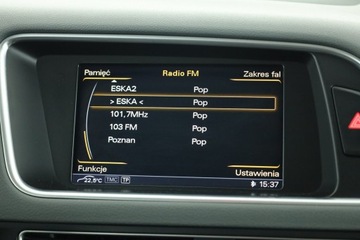 Pamięć Radio FM Zakres fal
ESKA2 Pop
> ESKA < Pop
101,7MHz Pop
103 FM Pop
Poznan Pop
Funkcje Ustawienia
22,5°C TMC TP 15:37